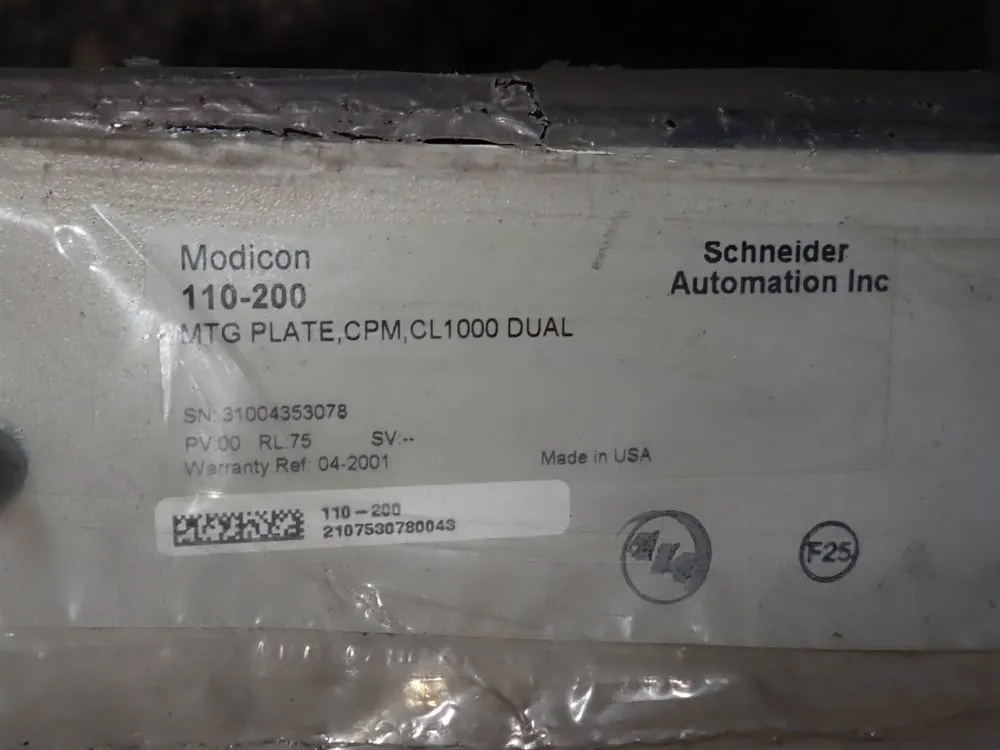 Modicon
110-200
MTG PLATE,CPM,CL1000 DUAL
Schneider
Automation Inc
SN: 31004353078
PV:00 RL:75 SV:--
Warranty Ref 04-2001
Made in USA
110-200
2107530780043
F25